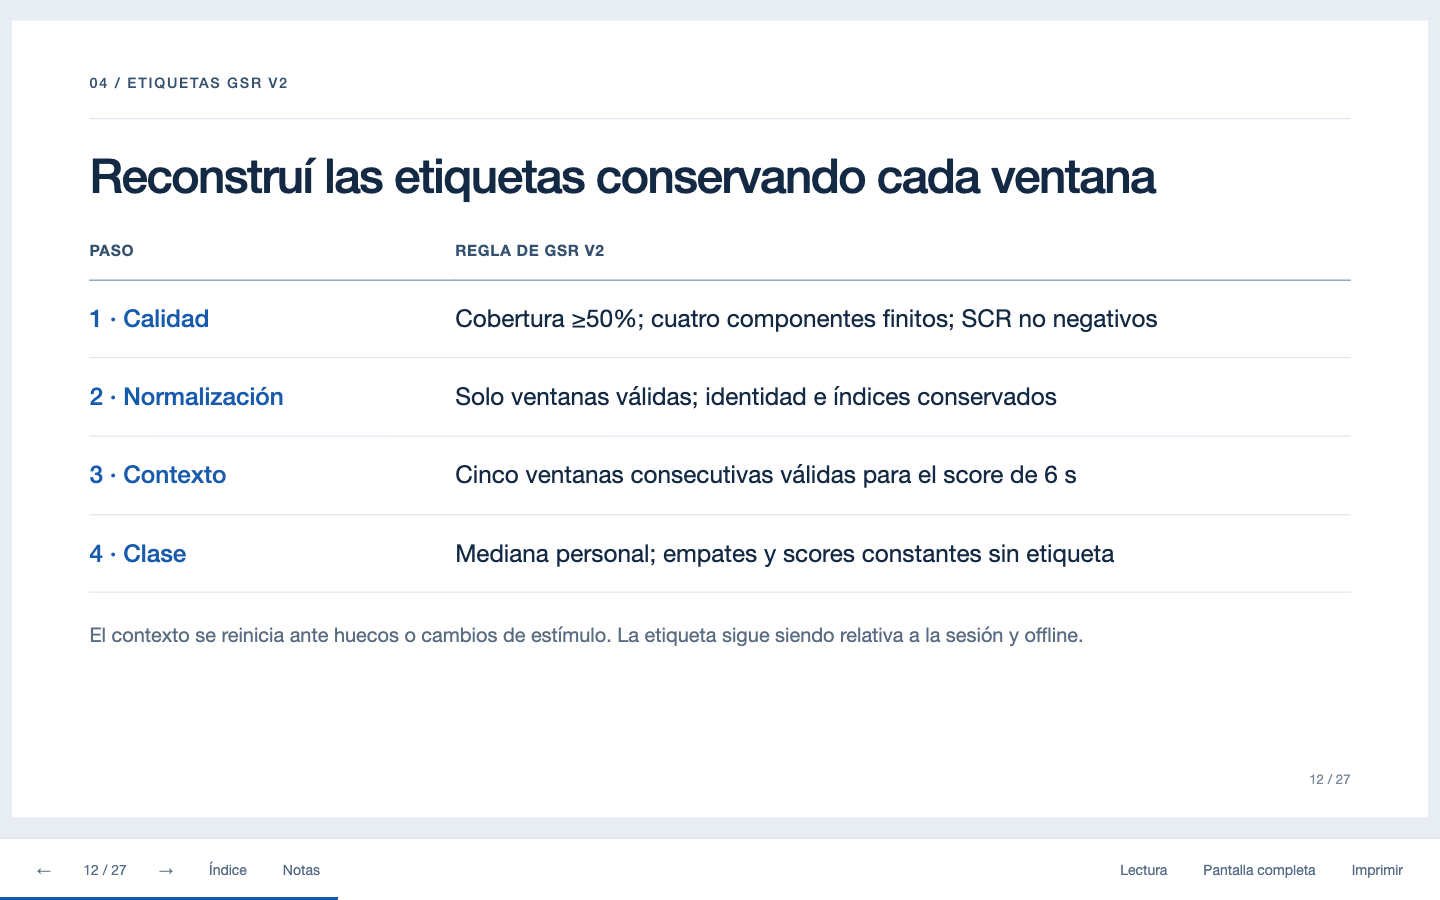 04 / ETIQUETAS GSR V2
Reconstruí las etiquetas conservando cada ventana
PASO
REGLA DE GSR V2
1 · Calidad
Cobertura ≥50%; cuatro componentes finitos; SCR no negativos
2 · Normalización
Solo ventanas válidas; identidad e índices conservados
3 · Contexto
Cinco ventanas consecutivas válidas para el score de 6 s
4 · Clase
Mediana personal; empates y scores constantes sin etiqueta
El contexto se reinicia ante huecos o cambios de estímulo. La etiqueta sigue siendo relativa a la sesión y offline.
12 / 27
← 12 / 27 → Índice Notas Lectura Pantalla completa Imprimir